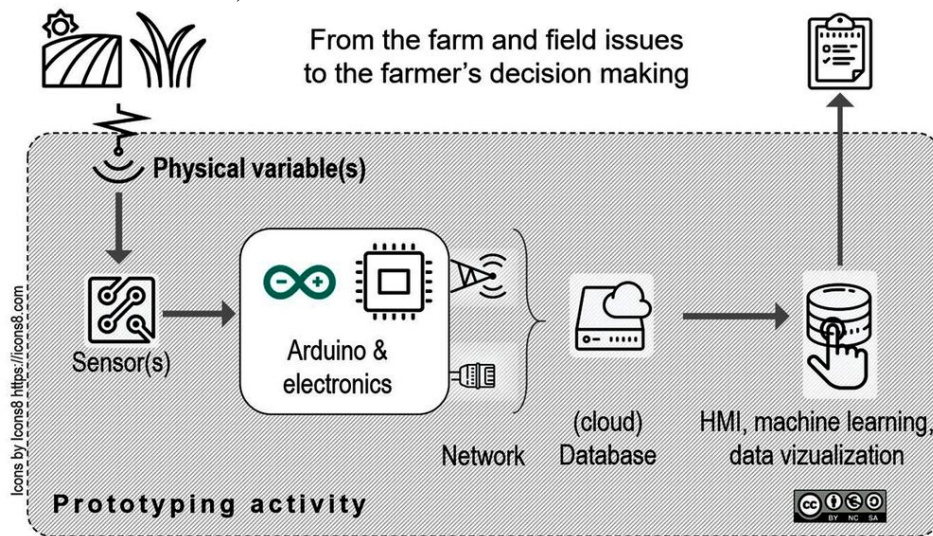 From the farm and field issues
to the farmer's decision making
Physical variable(s)
Sensor(s)
Arduino &
electronics
Network
(cloud)
Database
HMI, machine learning,
data vizualization
Prototyping activity
Icons by Icons8 https://icons8.com
cc
BY NC SA